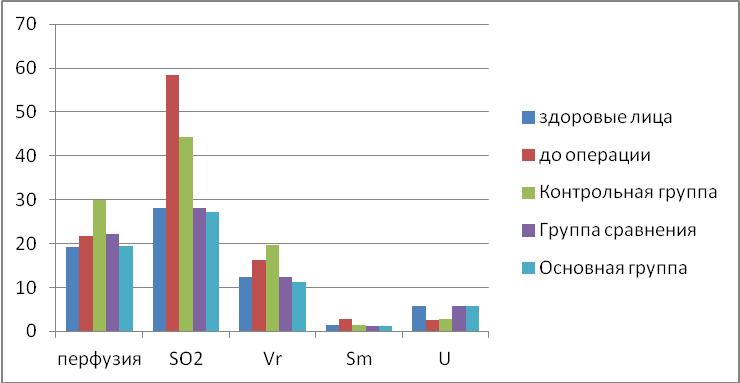 70
60
50
40
30
20
10
0
перфузия SO2 Vr Sm U
здоровые лица
до операции
Контрольная группа
Группа сравнения
Основная группа